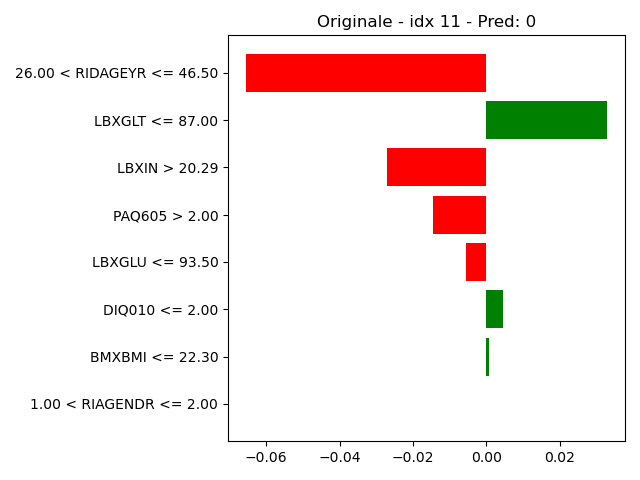 Originale - idx 11 - Pred: 0
26.00 < RIDAGEYR <= 46.50
LBXGLT <= 87.00
LBXIN > 20.29
PAQ605 > 2.00
LBXGLU <= 93.50
DIQ010 <= 2.00
BMXBMI <= 22.30
1.00 < RIAGENDR <= 2.00
−0.06 −0.04 −0.02 0.00 0.02